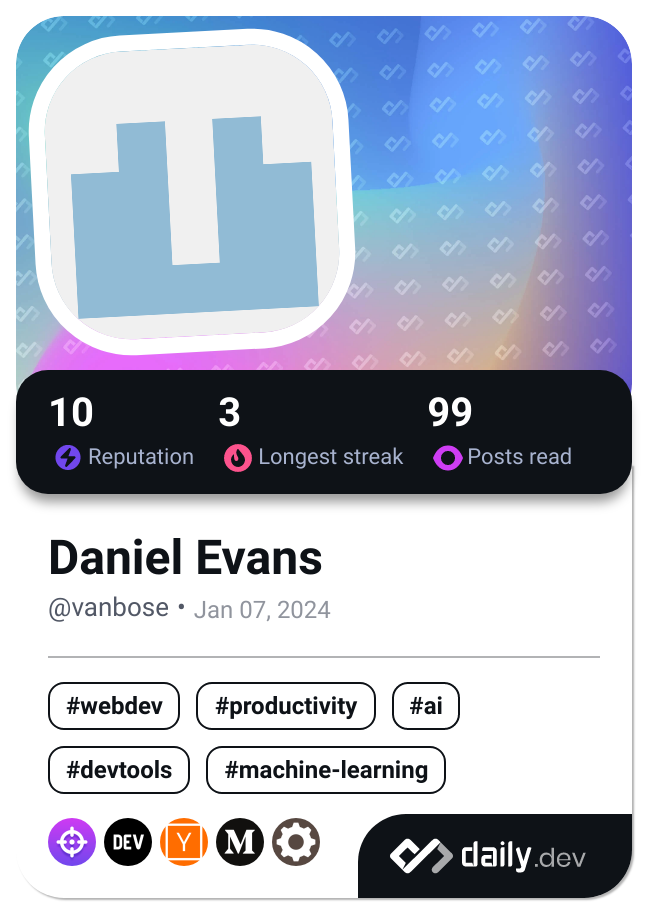 10 3 99
Reputation Longest streak Posts read
Daniel Evans
@vanbose • Jan 07, 2024
#webdev #productivity #ai
#devtools #machine-learning
DEV Y M daily.dev